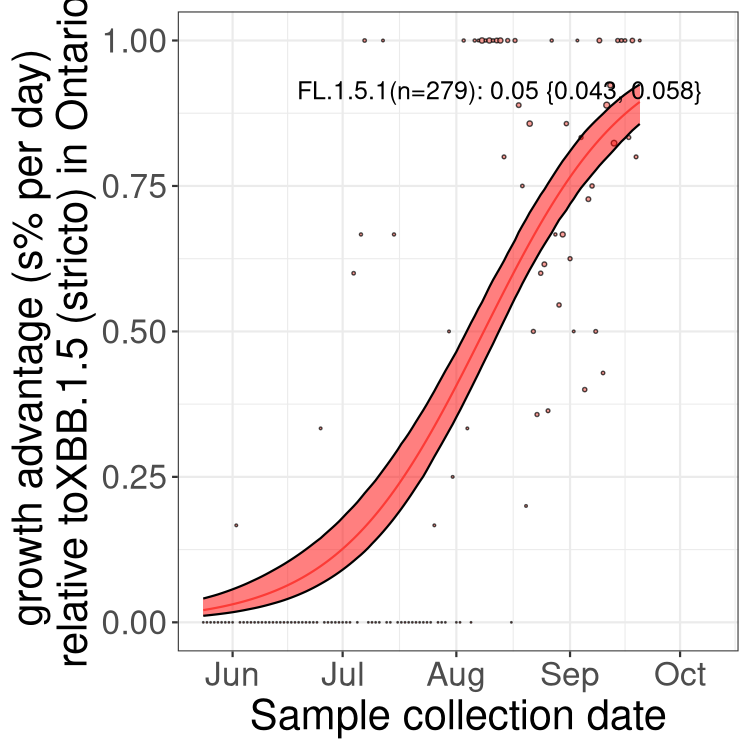 growth advantage (s% per day)
relative toXBB.1.5 (stricto) in Ontario
1.00
0.75
0.50
0.25
0.00
FL.1.5.1(n=279): 0.05 {0.043, 0.058}
Jun Jul Aug Sep Oct
Sample collection date